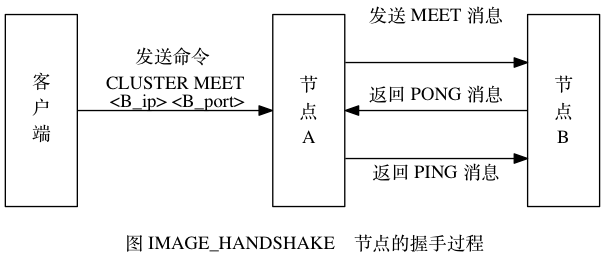 客户端
发送命令
CLUSTER MEET
<B_ip> <B_port>
节点A
发送 MEET 消息
返回 PONG 消息
返回 PING 消息
节点B
图 IMAGE_HANDSHAKE 节点的握手过程